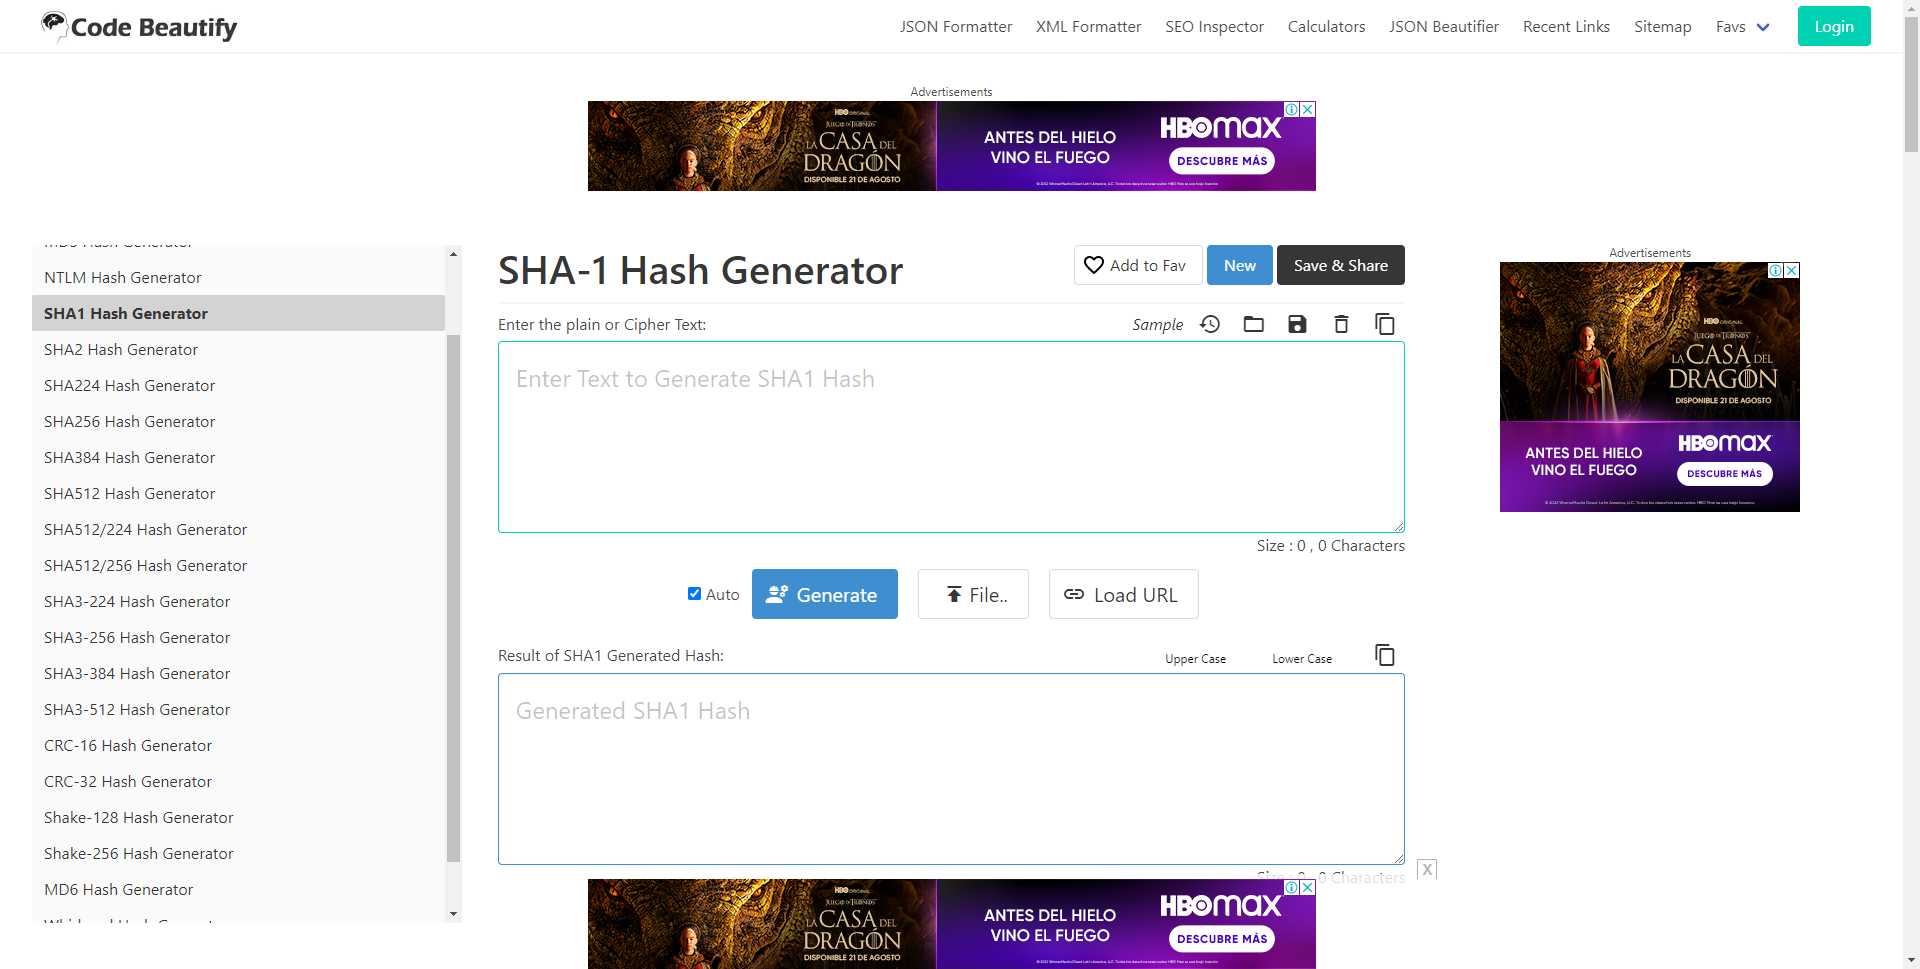 Code Beautify
JSON Formatter
XML Formatter
SEO Inspector
Calculators
JSON Beautifier
Recent Links
Sitemap
Favs
Login
Advertisements
HBO ORIGINAL
JUEGO DE TRONOS
LA CASA DEL
DRAGÓN
DISPONIBLE 21 DE AGOSTO
ANTES DEL HIELO
VINO EL FUEGO
HBOMAX
DESCUBRE MÁS
NTLM Hash Generator
SHA1 Hash Generator
SHA2 Hash Generator
SHA224 Hash Generator
SHA256 Hash Generator
SHA384 Hash Generator
SHA512 Hash Generator
SHA512/224 Hash Generator
SHA512/256 Hash Generator
SHA3-224 Hash Generator
SHA3-256 Hash Generator
SHA3-384 Hash Generator
SHA3-512 Hash Generator
CRC-16 Hash Generator
CRC-32 Hash Generator
Shake-128 Hash Generator
Shake-256 Hash Generator
MD6 Hash Generator
SHA-1 Hash Generator
Add to Fav
New
Save & Share
Enter the plain or Cipher Text:
Sample
Enter Text to Generate SHA1 Hash
Size : 0 , 0 Characters
Auto
Generate
File..
Load URL
Result of SHA1 Generated Hash:
Upper Case
Lower Case
Generated SHA1 Hash
Size : 0 , 0 Characters
X
Advertisements
HBO ORIGINAL
JUEGO DE TRONOS
LA CASA DEL
DRAGÓN
DISPONIBLE 21 DE AGOSTO
ANTES DEL HIELO
VINO EL FUEGO
HBOMAX
DESCUBRE MÁS
HBO ORIGINAL
JUEGO DE TRONOS
LA CASA DEL
DRAGÓN
DISPONIBLE 21 DE AGOSTO
ANTES DEL HIELO
VINO EL FUEGO
HBOMAX
DESCUBRE MÁS